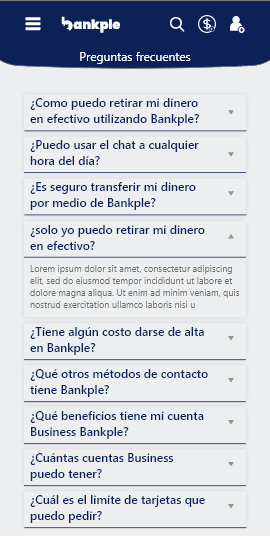 bankple
Preguntas frecuentes
¿Como puedo retirar mi dinero
en efectivo utilizando Bankple?
¿Puedo usar el chat a cualquier
hora del día?
¿Es seguro transferir mi dinero
por medio de Bankple?
¿solo yo puedo retirar mi dinero
en efectivo?
Lorem ipsum dolor sit amet, consectetur adipiscing
elit, sed do eiusmod tempor incididunt ut labore et
dolore magna aliqua. Ut enim ad minim veniam, quis
nostrud exercitation ullamco laboris nisi u
¿Tiene algún costo darse de alta
en Bankple?
¿Qué otros métodos de contacto
tiene Bankple?
¿Qué beneficios tiene mi cuenta
Business Bankple?
¿Cuántas cuentas Business
puedo tener?
¿Cuál es el límite de tarjetas que
puedo pedir?